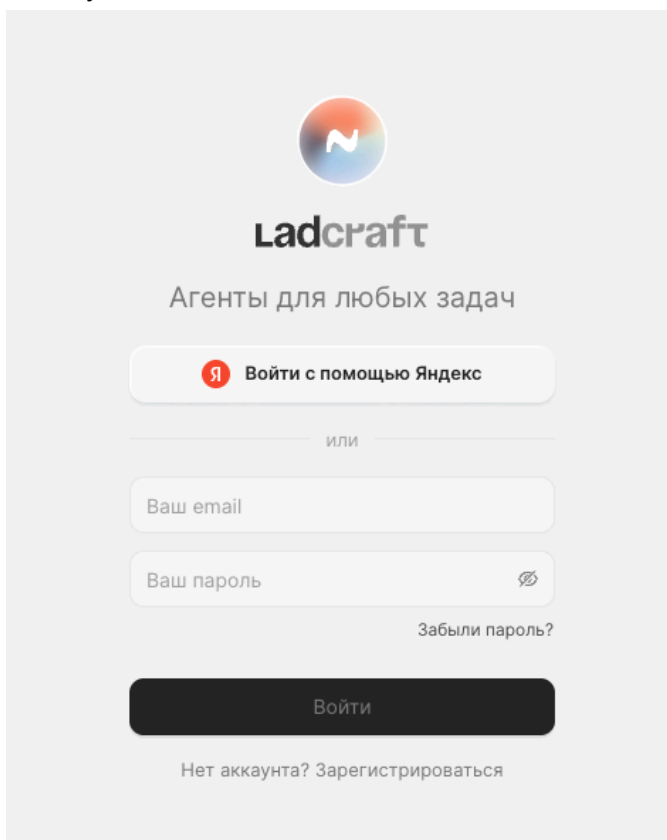 Ladcraft
Агенты для любых задач
Я Войти с помощью Яндекс
или
Ваш email
Ваш пароль
Забыли пароль?
Войти
Нет аккаунта? Зарегистрироваться